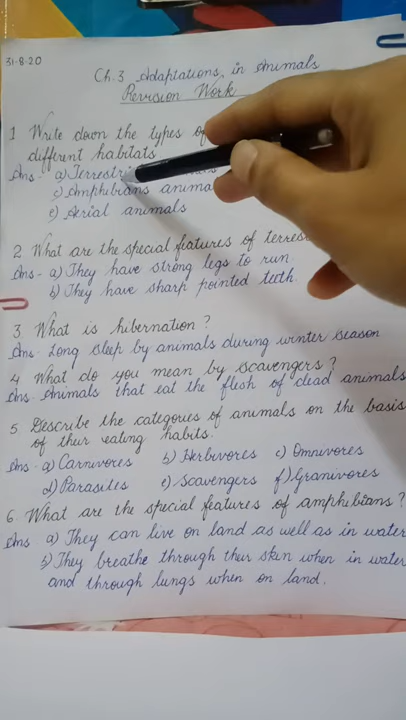 31-8-20
Ch.3 Adaptations in Animals
Revision Work
1 Write down the types of
different habitats
Ans- a) Terrestri
c) Amphibians anima
e) Aerial animals
2 What are the special features of terres
Ans- a) They have strong legs to run
b) They have sharp pointed teeth.
3 What is hibernation?
Ans- Long sleep by animals during winter season
4 What do you mean by scavengers?
Ans- Animals that eat the flesh of dead animals
5 Describe the categories of animals on the basis
of their eating habits.
Ans- a) Carnivores b) Herbivores c) Omnivores
d) Parasites e) Scavengers f) Granivores
6. What are the special features of amphibians?
Ans a) They can live on land as well as in water
b) They breathe through their skin when in water
and through lungs when on land.